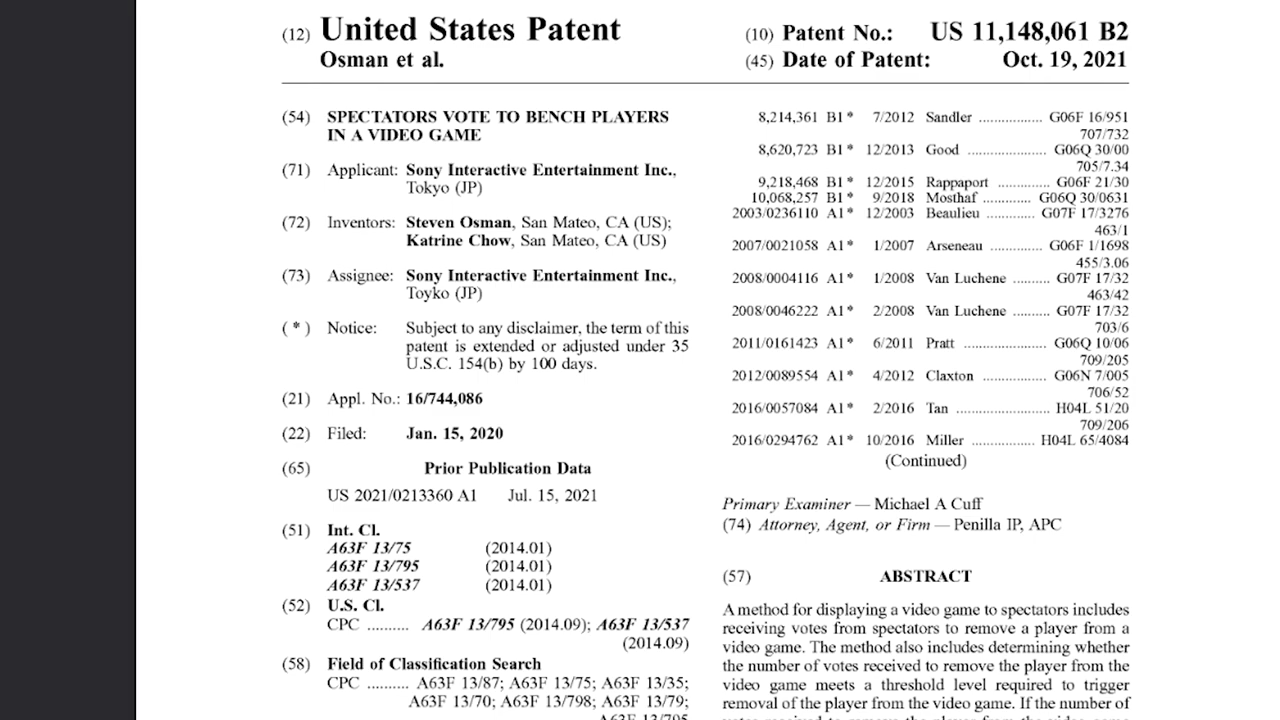 (12) United States Patent
Osman et al.
(10) Patent No.: US 11,148,061 B2
(45) Date of Patent: Oct. 19, 2021
(54) SPECTATORS VOTE TO BENCH PLAYERS
IN A VIDEO GAME
(71) Applicant: Sony Interactive Entertainment Inc.,
Tokyo (JP)
(72) Inventors: Steven Osman, San Mateo, CA (US);
Katrine Chow, San Mateo, CA (US)
(73) Assignee: Sony Interactive Entertainment Inc.,
Toyko (JP)
( * ) Notice: Subject to any disclaimer, the term of this
patent is extended or adjusted under 35
U.S.C. 154(b) by 100 days.
(21) Appl. No.: 16/744,086
(22) Filed: Jan. 15, 2020
(65) Prior Publication Data
US 2021/0213360 A1 Jul. 15, 2021
(51) Int. Cl.
A63F 13/75 (2014.01)
A63F 13/795 (2014.01)
A63F 13/537 (2014.01)
(52) U.S. Cl.
CPC .......... A63F 13/795 (2014.09); A63F 13/537
(2014.09)
(58) Field of Classification Search
CPC .......... A63F 13/87; A63F 13/75; A63F 13/35;
A63F 13/70; A63F 13/798; A63F 13/79;
A63F 13/795
8,214,361 B1 * 7/2012 Sandler ................. G06F 16/951
707/732
8,620,723 B1 * 12/2013 Good ..................... G06Q 30/00
705/7.34
9,218,468 B1 * 12/2015 Rappaport ............. G06F 21/30
10,068,257 B1 * 9/2018 Mosthaf ............. G06Q 30/0631
2003/0236110 A1 * 12/2003 Beaulieu ............. G07F 17/3276
463/1
2007/0021058 A1 * 1/2007 Arseneau ............. G06F 1/1698
455/3.06
2008/0004116 A1 * 1/2008 Van Luchene .......... G07F 17/32
463/42
2008/0046222 A1 * 2/2008 Van Luchene .......... G07F 17/32
703/6
2011/0161423 A1 * 6/2011 Pratt ...................... G06Q 10/06
709/205
2012/0089554 A1 * 4/2012 Claxton ................. G06N 7/005
706/52
2016/0057084 A1 * 2/2016 Tan ........................ H04L 51/20
709/206
2016/0294762 A1 * 10/2016 Miller ................. H04L 65/4084
(Continued)
Primary Examiner — Michael A Cuff
(74) Attorney, Agent, or Firm — Penilla IP, APC
(57) ABSTRACT
A method for displaying a video game to spectators includes
receiving votes from spectators to remove a player from a
video game. The method also includes determining whether
the number of votes received to remove the player from the
video game meets a threshold level required to trigger
removal of the player from the video game. If the number of
votes received to remove the player from the video game